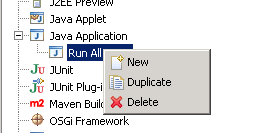 J2EE Preview
Java Applet
Java Application
Run All
New
JUnit
Duplicate
JUnit Plug-i
Maven Build
Delete
OSGi Framework